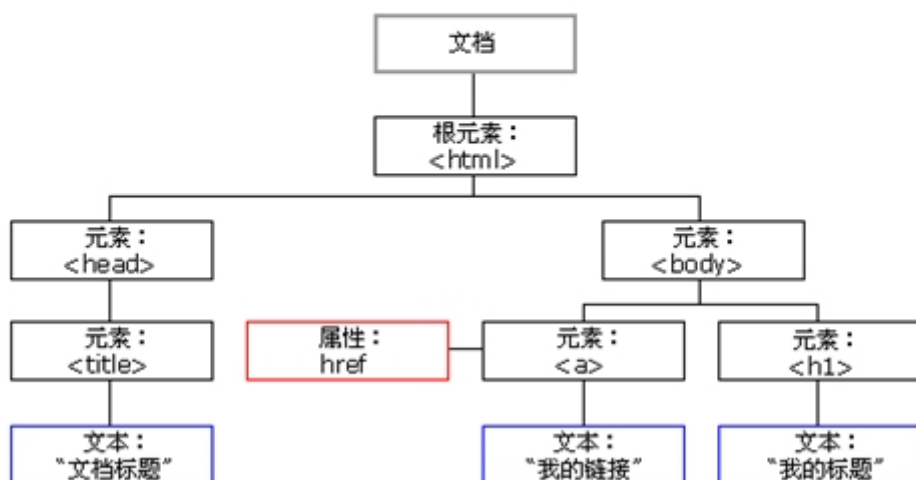 文档
根元素：
<html>
元素：
<head>
元素：
<body>
元素：
<title>
属性：
href
元素：
<a>
元素：
<h1>
文本：
“文档标题”
文本：
“我的链接”
文本：
“我的标题”